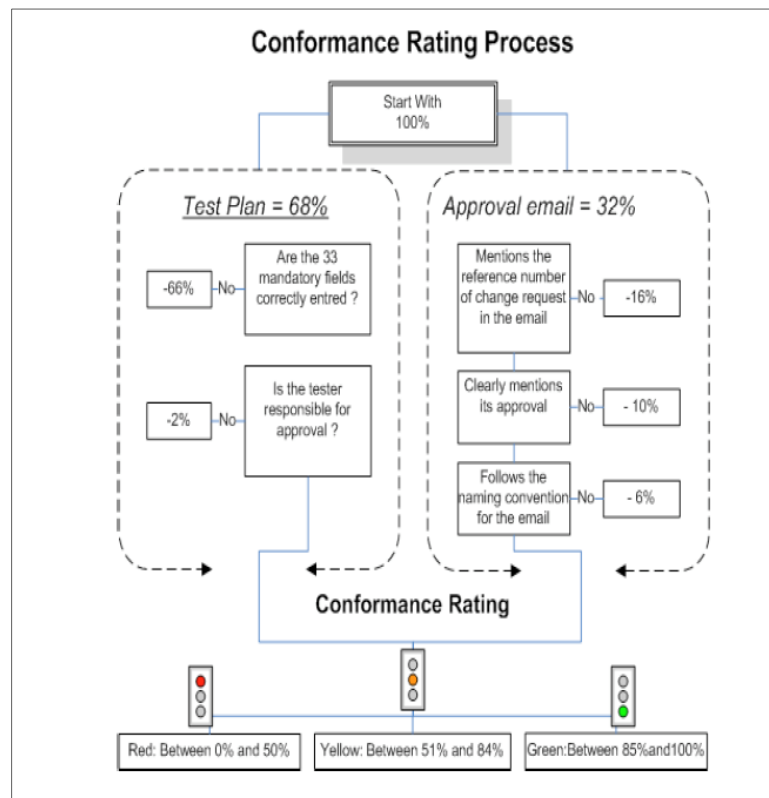 Conformance Rating Process
Start With
100%
Test Plan = 68%
Are the 33
mandatory fields
correctly entred ?
No
-66%
Is the tester
responsible for
approval ?
No
-2%
Approval email = 32%
Mentions the
reference number
of change request
in the email
No
-16%
Clearly mentions
its approval
No
- 10%
Follows the
naming convention
for the email
No
- 6%
Conformance Rating
Red: Between 0% and 50%
Yellow: Between 51% and 84%
Green:Between 85%and100%